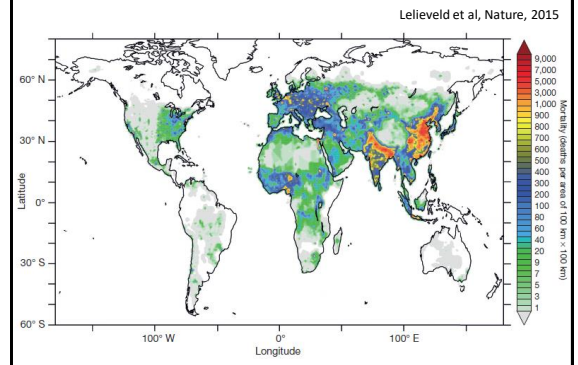 Lelieveld et al, Nature, 2015
60° N
30° N
0°
30° S
60° S
Latitude
100° W
0°
100° E
Longitude
9,000
7,000
5,000
3,000
1,000
900
800
700
600
500
400
300
200
100
80
60
40
20
9
7
5
3
1
Mortality (deaths per area of 100 km × 100 km)